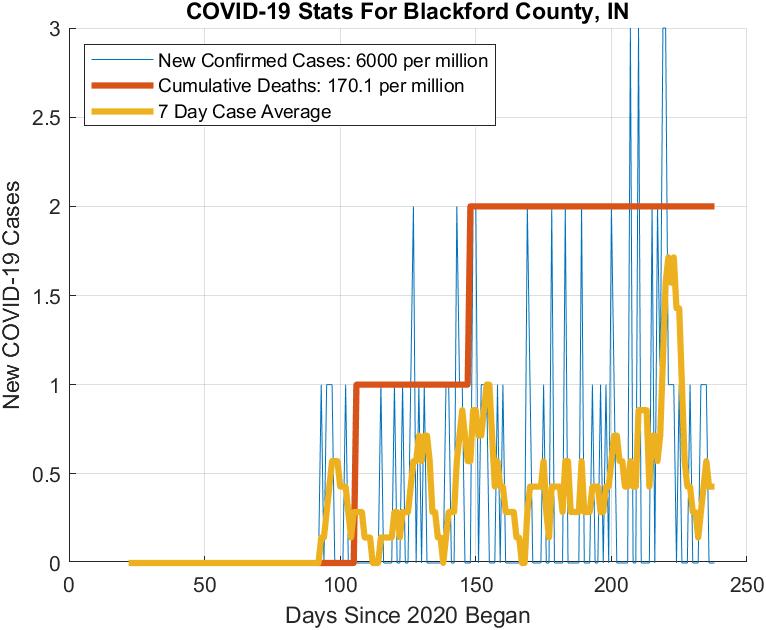 COVID-19 Stats For Blackford County, IN
New Confirmed Cases: 6000 per million
Cumulative Deaths: 170.1 per million
7 Day Case Average
New COVID-19 Cases
3
2.5
2
1.5
1
0.5
0
0 50 100 150 200 250
Days Since 2020 Began